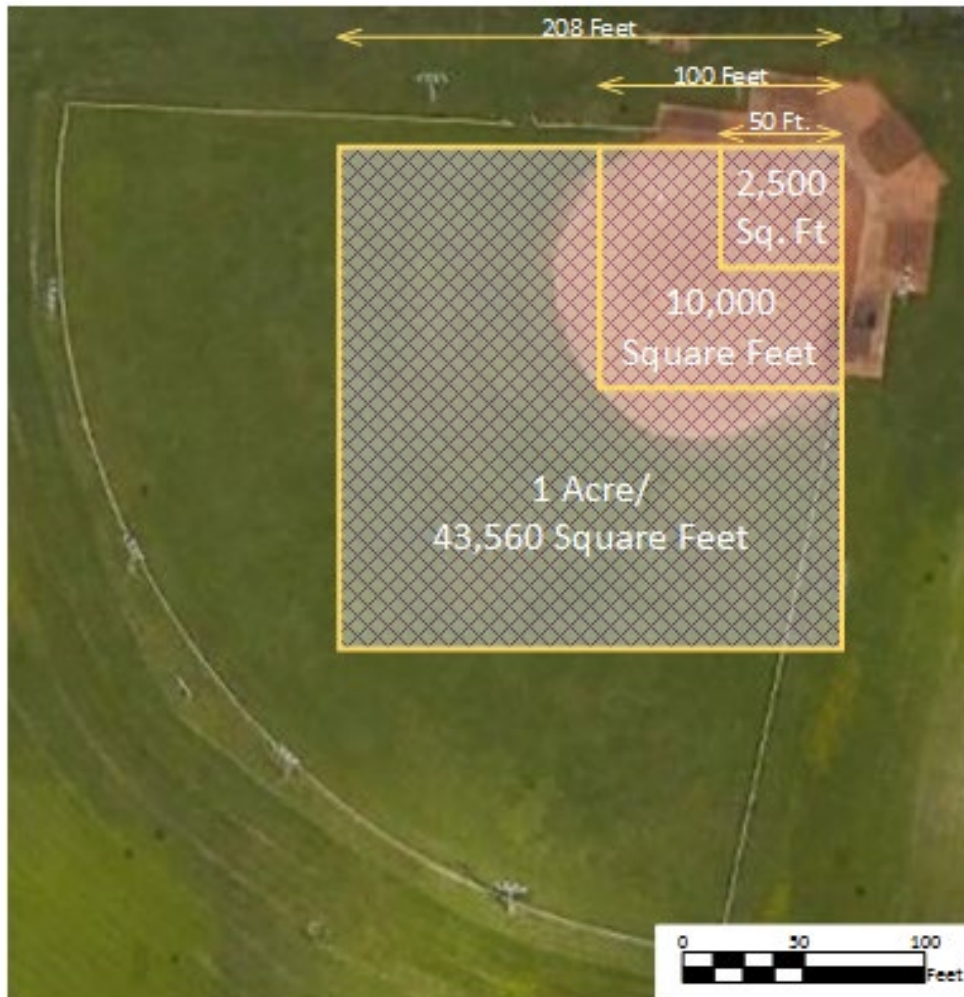 208 Feet
100 Feet
50 Ft.
2,500
Sq. Ft
10,000
Square Feet
1 Acre/
43,560 Square Feet
0 50 100
Feet